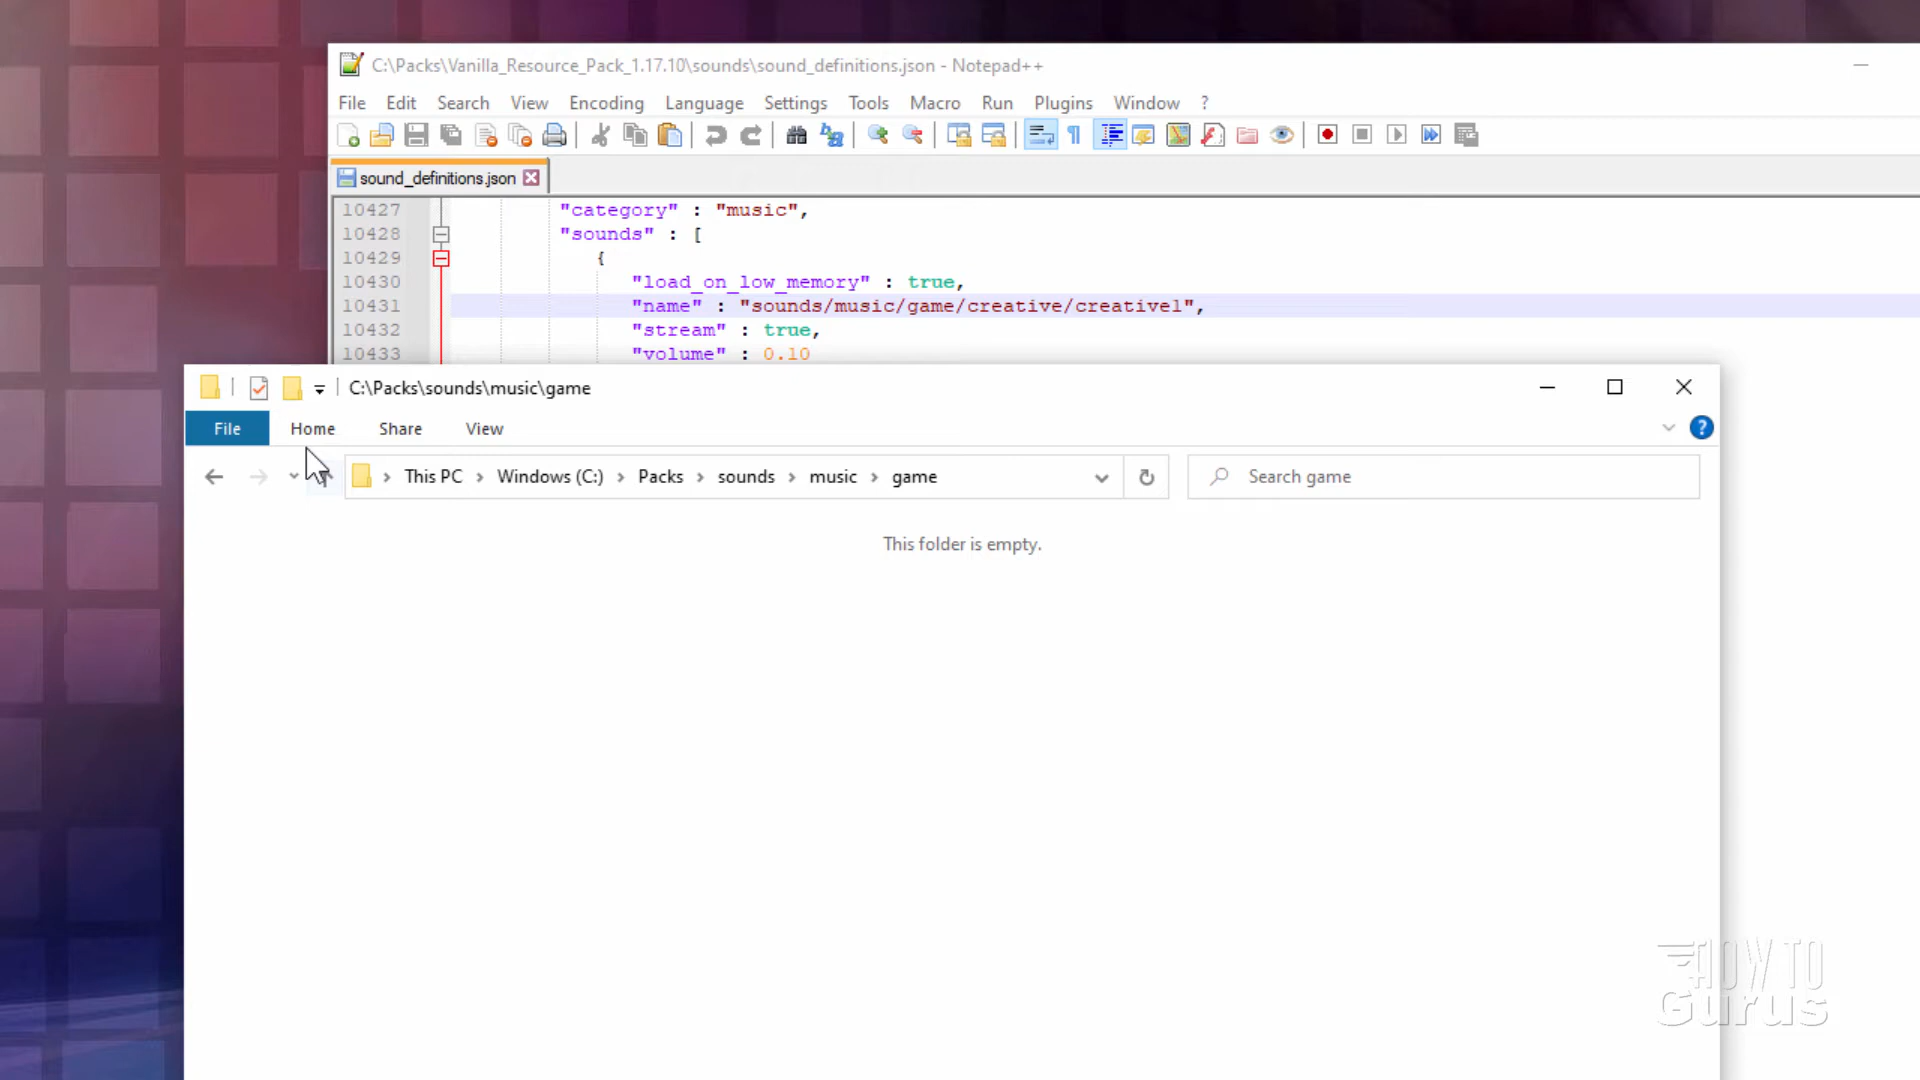 C:\Packs\Vanilla_Resource_Pack_1.17.10\sounds\sound_definitions.json - Notepad++
File Edit Search View Encoding Language Settings Tools Macro Run Plugins Window ?
sound_definitions.json
10427 "category" : "music",
10428 "sounds" : [
10429 {
10430 "load_on_low_memory" : true,
10431 "name" : "sounds/music/game/creative/creative1",
10432 "stream" : true,
10433 "volume" : 0.10
C:\Packs\sounds\music\game
File Home Share View
This PC > Windows (C:) > Packs > sounds > music > game
Search game
This folder is empty.
HOW TO
Gurus